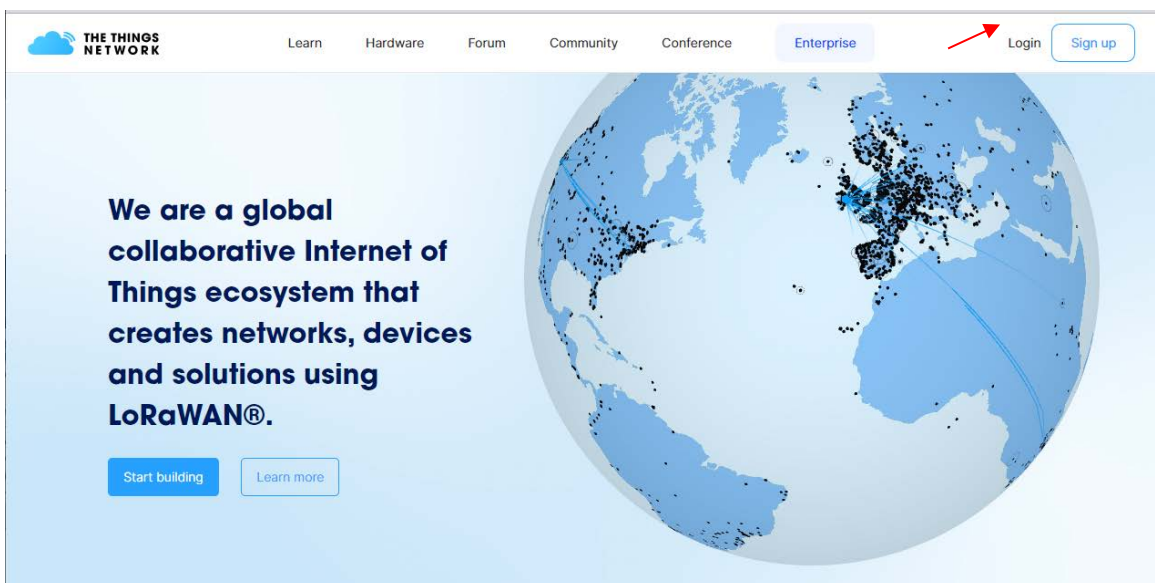 THE THINGS
NETWORK
Learn Hardware Forum Community Conference Enterprise Login Sign up
We are a global
collaborative Internet of
Things ecosystem that
creates networks, devices
and solutions using
LoRaWAN®.
Start building Learn more